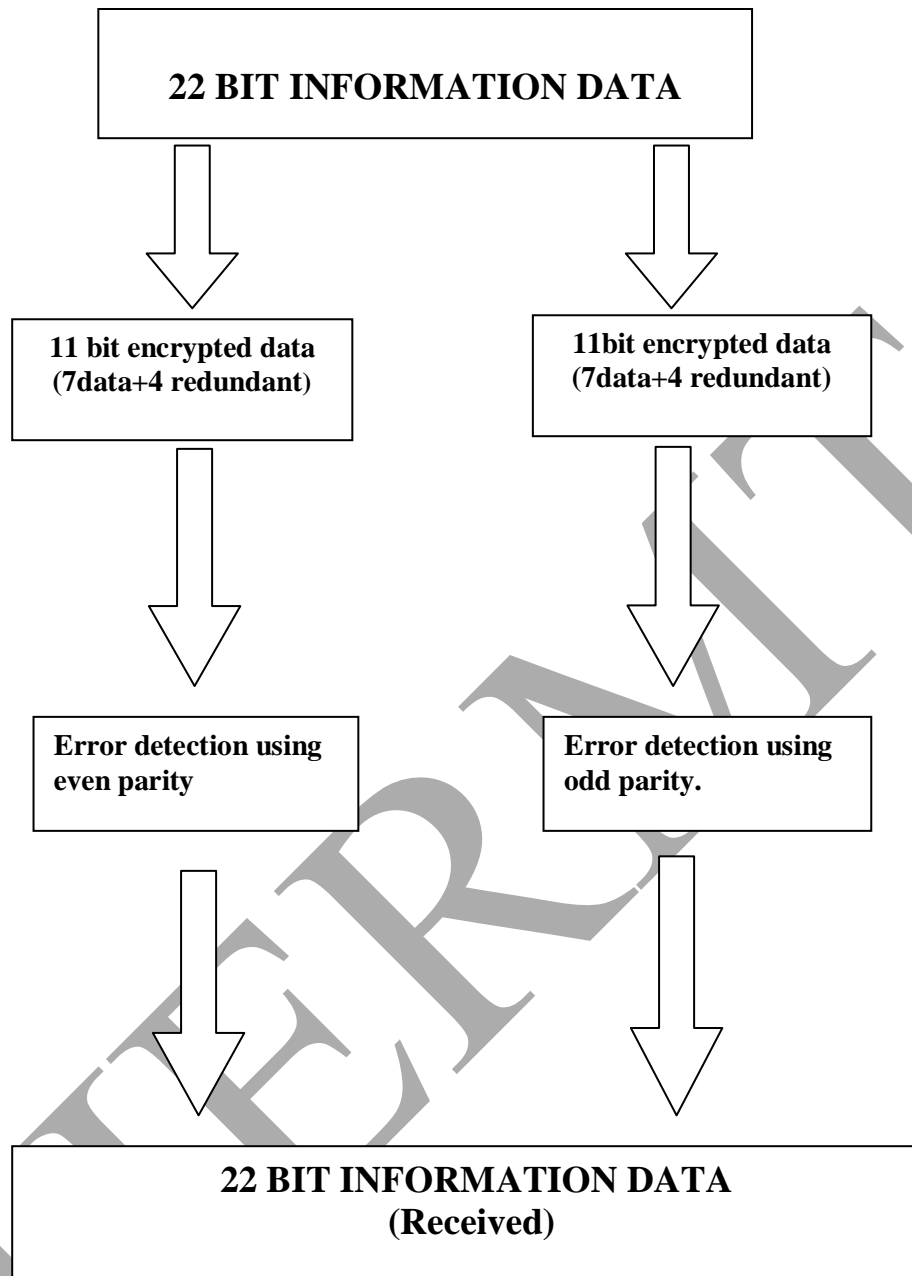 22 BIT INFORMATION DATA
11 bit encrypted data
(7data+4 redundant)
11bit encrypted data
(7data+4 redundant)
Error detection using
even parity
Error detection using
odd parity.
22 BIT INFORMATION DATA
(Received)